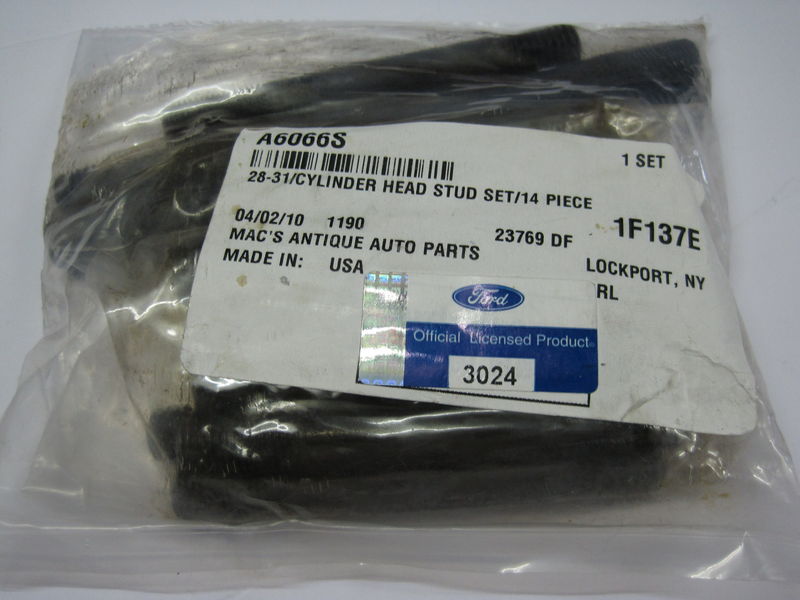 A6066S
1 SET
28-31/CYLINDER HEAD STUD SET/14 PIECE
04/02/10 1190
23769 DF
1F137E
MAC'S ANTIQUE AUTO PARTS
LOCKPORT, NY
MADE IN: USA
RL
Ford
Official Licensed Product
3024